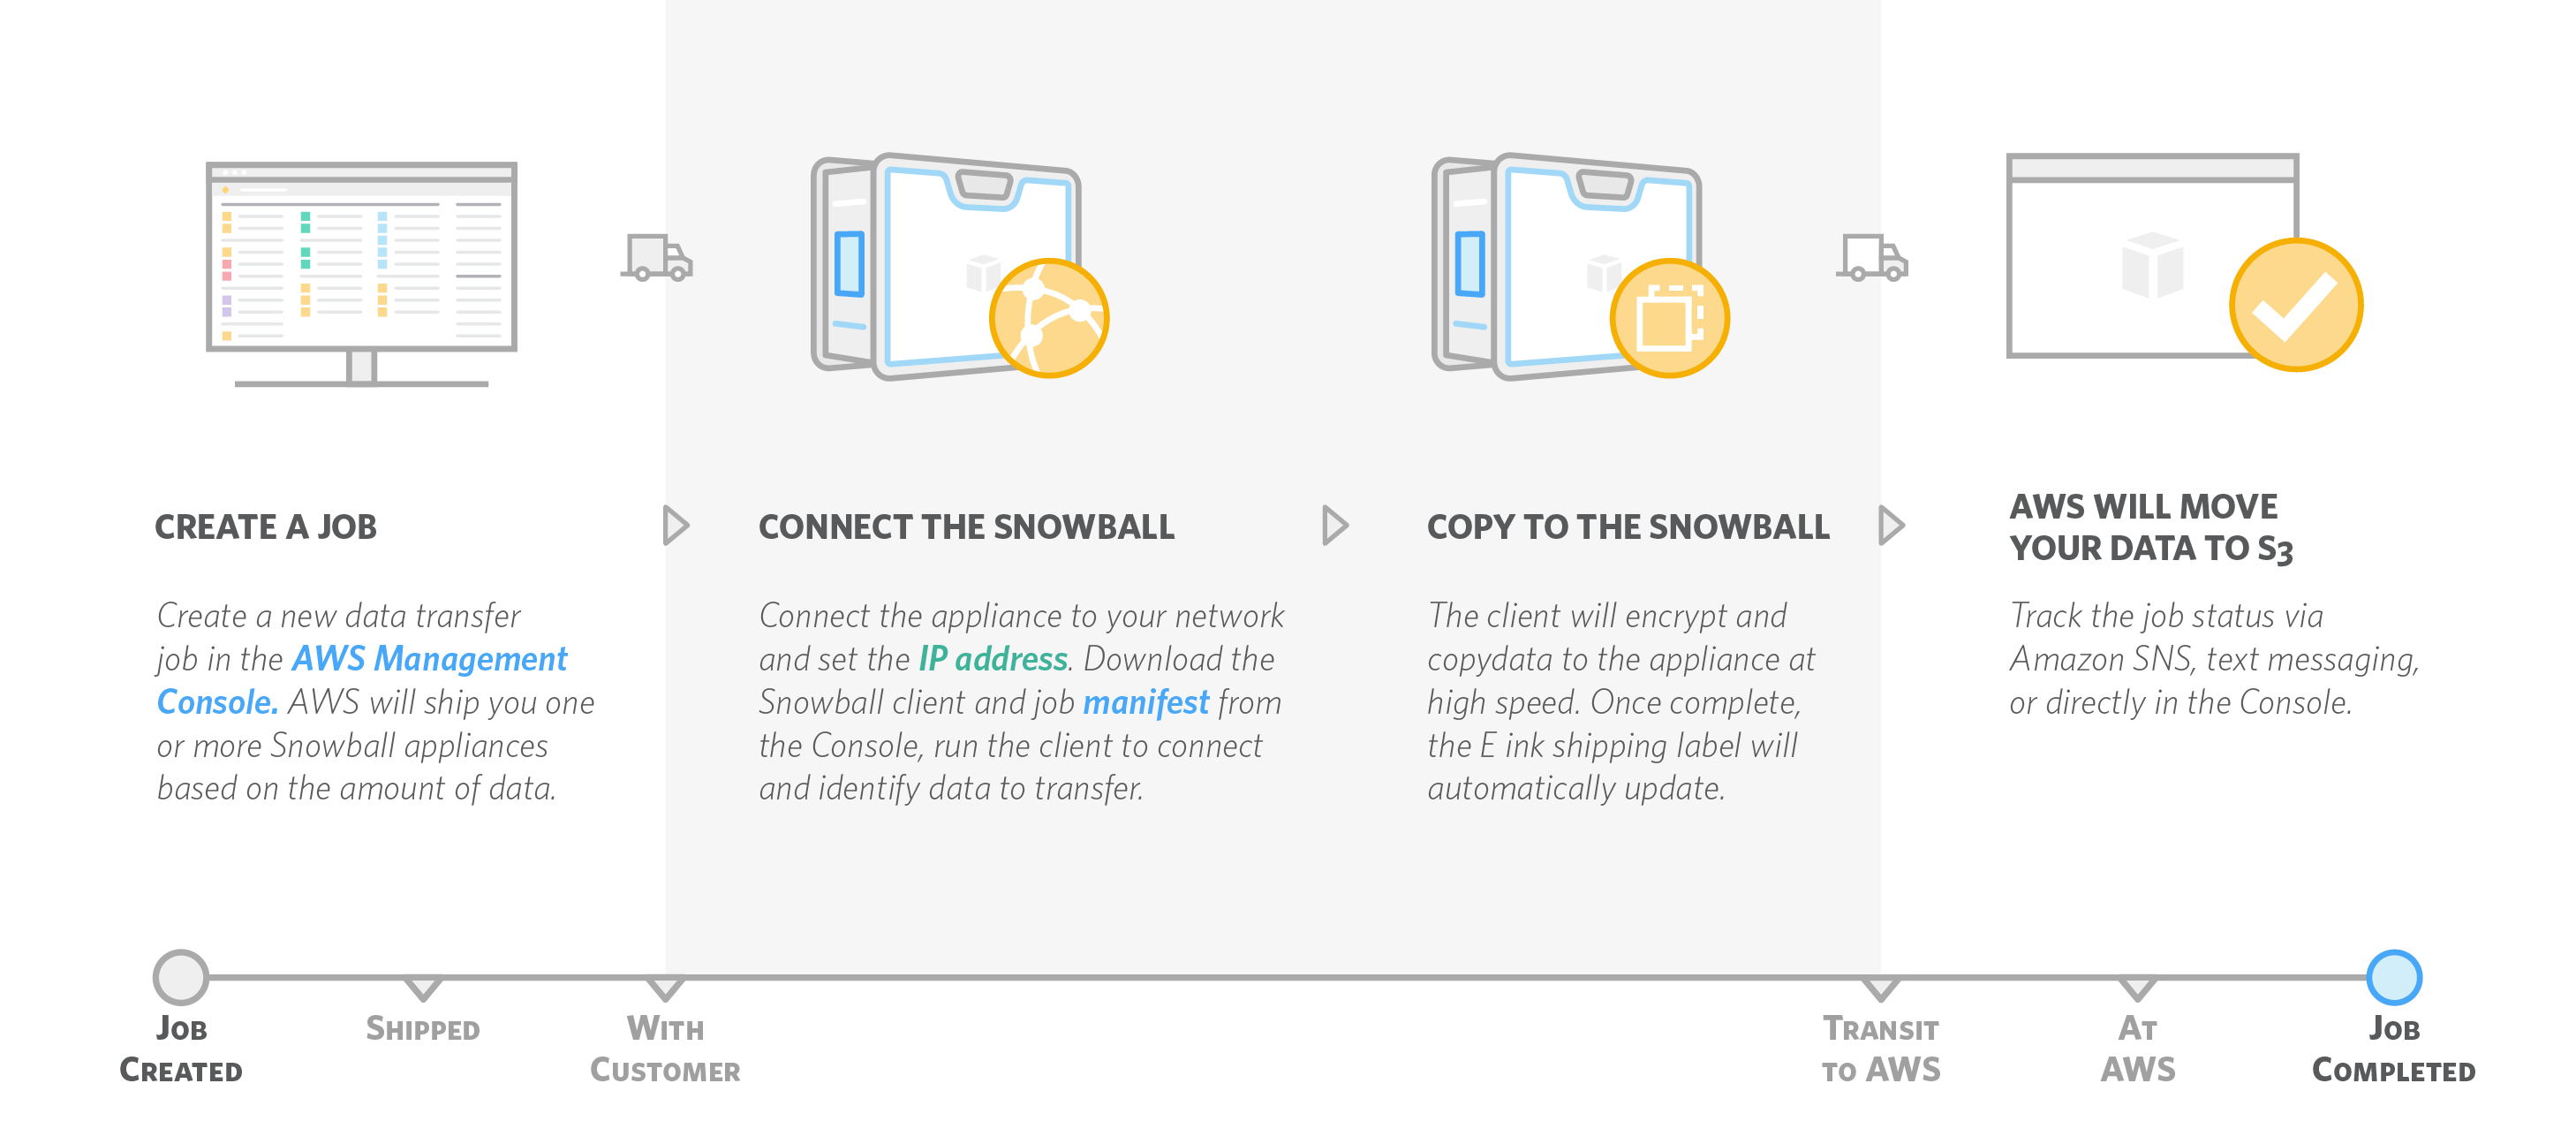 CREATE A JOB
Create a new data transfer
job in the AWS Management
Console. AWS will ship you one
or more Snowball appliances
based on the amount of data.
CONNECT THE SNOWBALL
Connect the appliance to your network
and set the IP address. Download the
Snowball client and job manifest from
the Console, run the client to connect
and identify data to transfer.
COPY TO THE SNOWBALL
The client will encrypt and
copydata to the appliance at
high speed. Once complete,
the E ink shipping label will
automatically update.
AWS WILL MOVE
YOUR DATA TO S3
Track the job status via
Amazon SNS, text messaging,
or directly in the Console.
JOB
CREATED
SHIPPED
WITH
CUSTOMER
TRANSIT
TO AWS
AT
AWS
JOB
COMPLETED